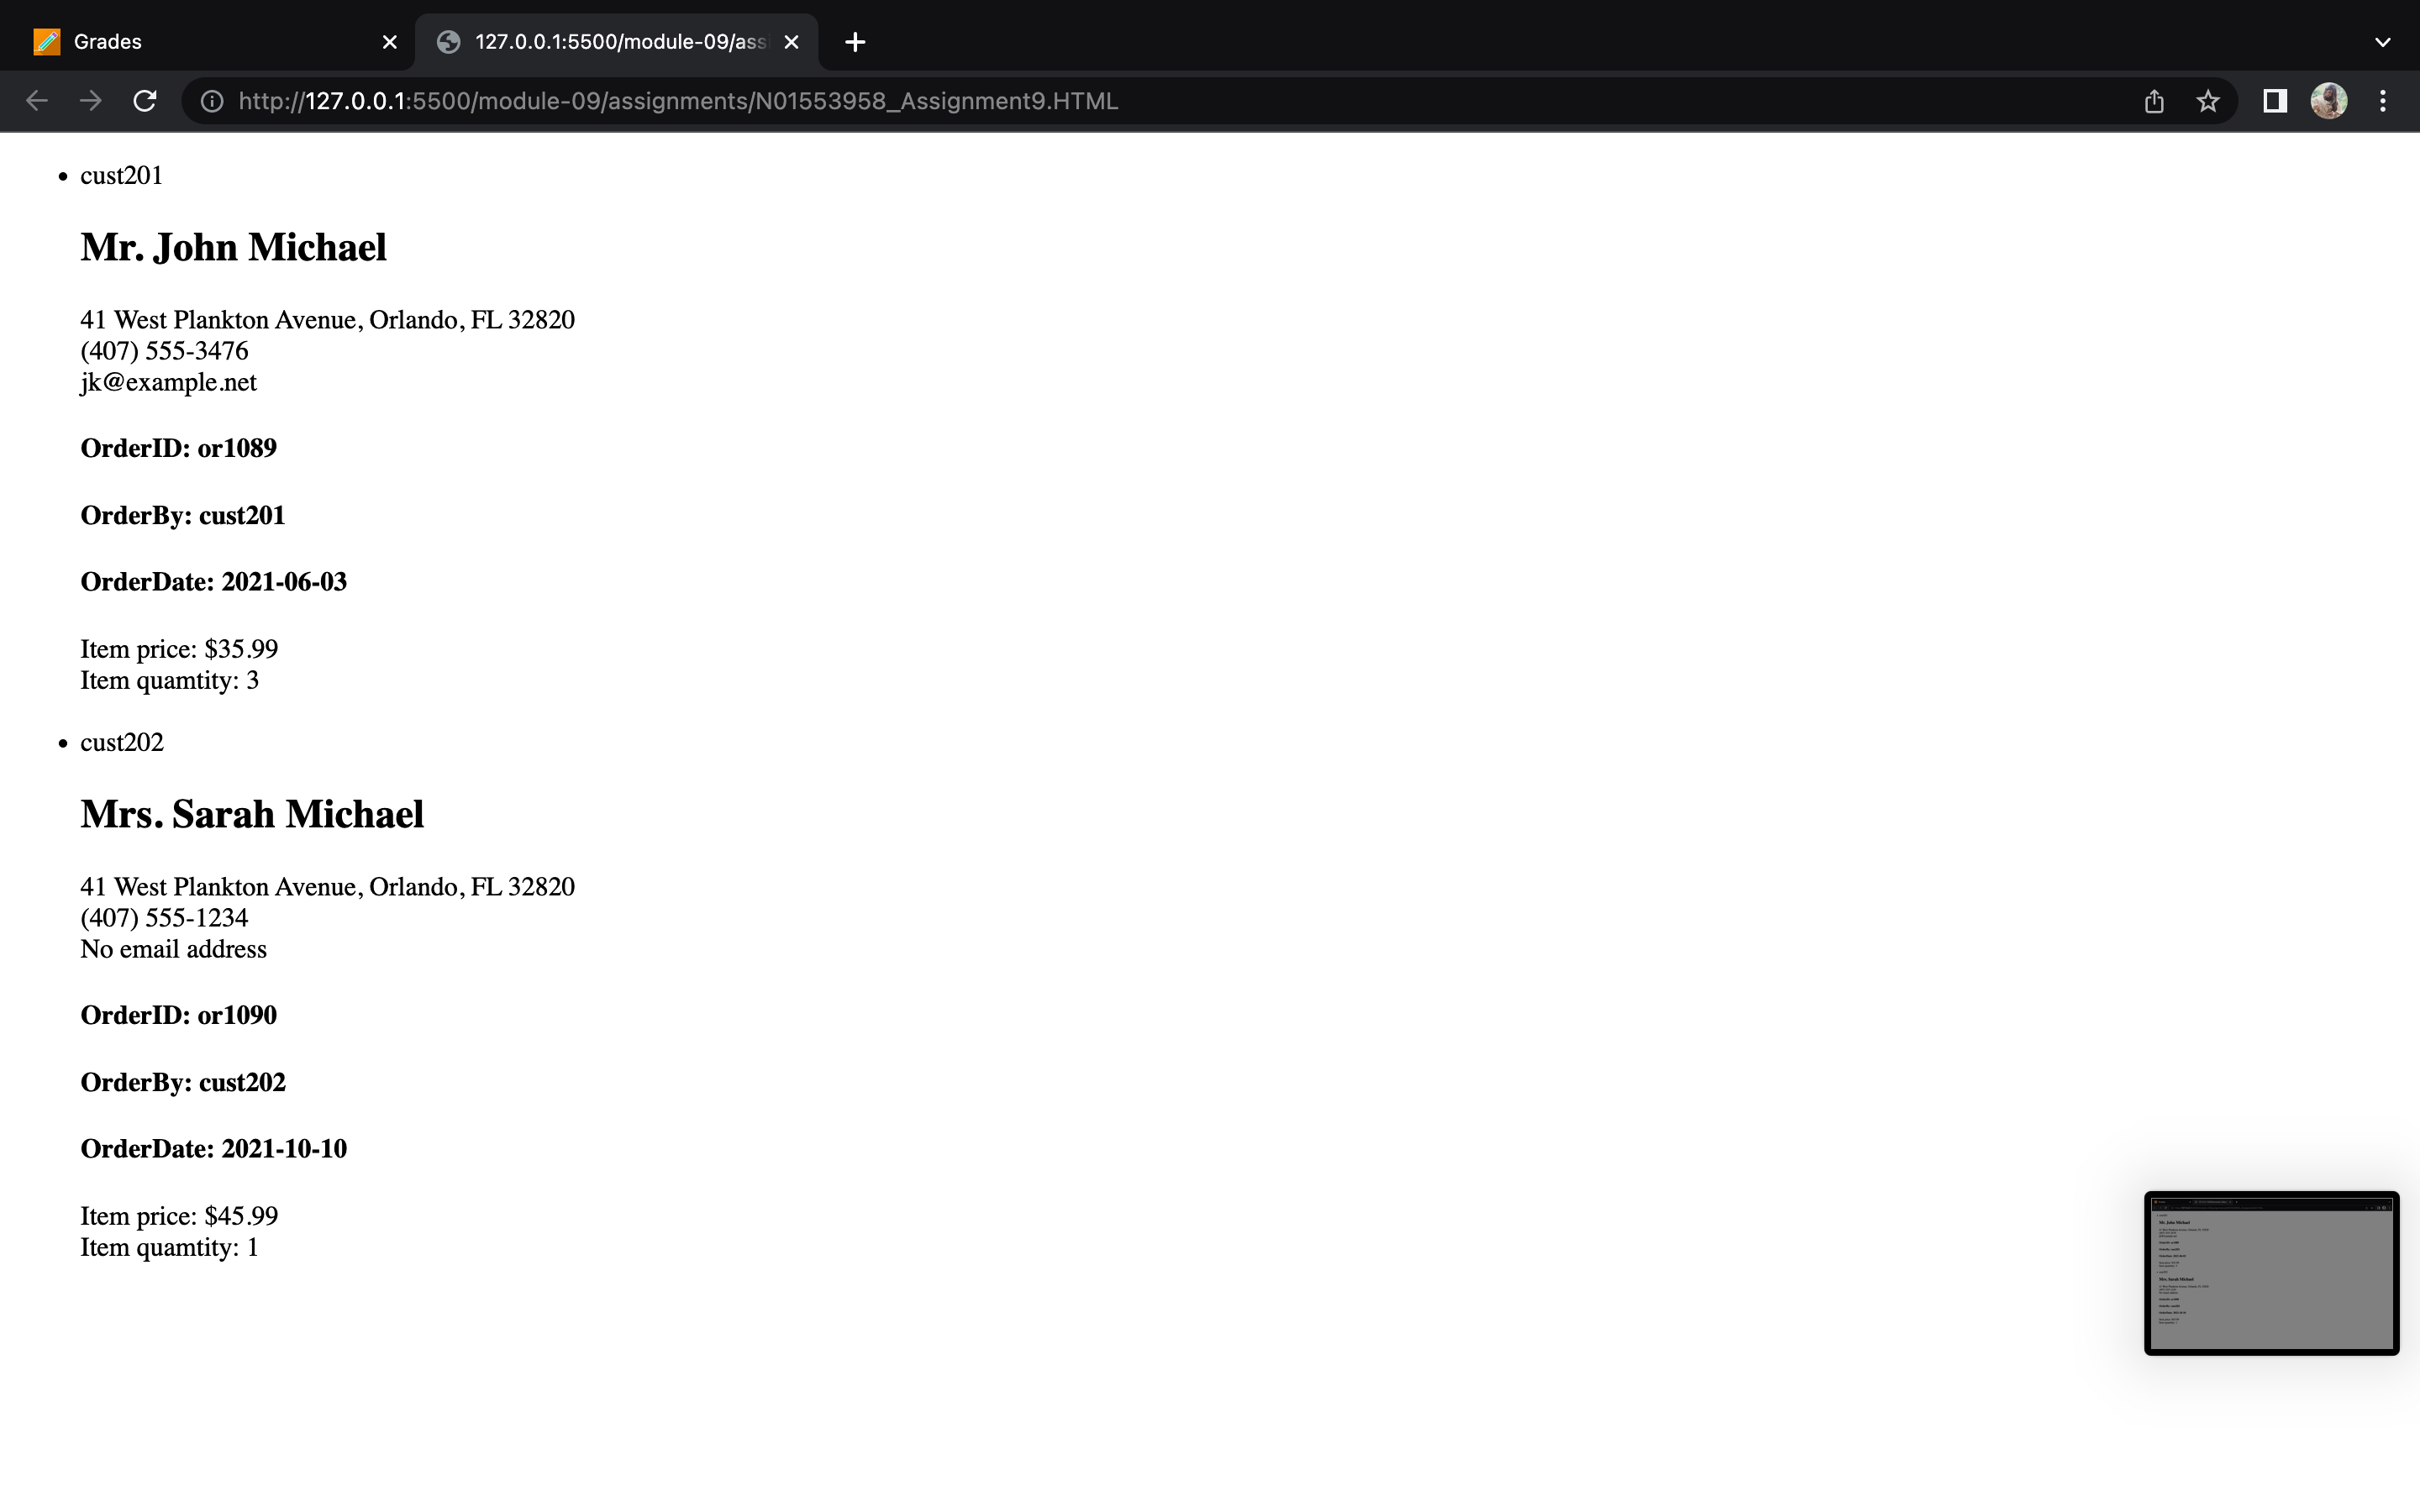 Grades
127.0.0.1:5500/module-09/ass
http://127.0.0.1:5500/module-09/assignments/N01553958_Assignment9.HTML
cust201
Mr. John Michael
41 West Plankton Avenue, Orlando, FL 32820
(407) 555-3476
jk@example.net
OrderID: or1089
OrderBy: cust201
OrderDate: 2021-06-03
Item price: $35.99
Item quamtity: 3
cust202
Mrs. Sarah Michael
41 West Plankton Avenue, Orlando, FL 32820
(407) 555-1234
No email address
OrderID: or1090
OrderBy: cust202
OrderDate: 2021-10-10
Item price: $45.99
Item quamtity: 1